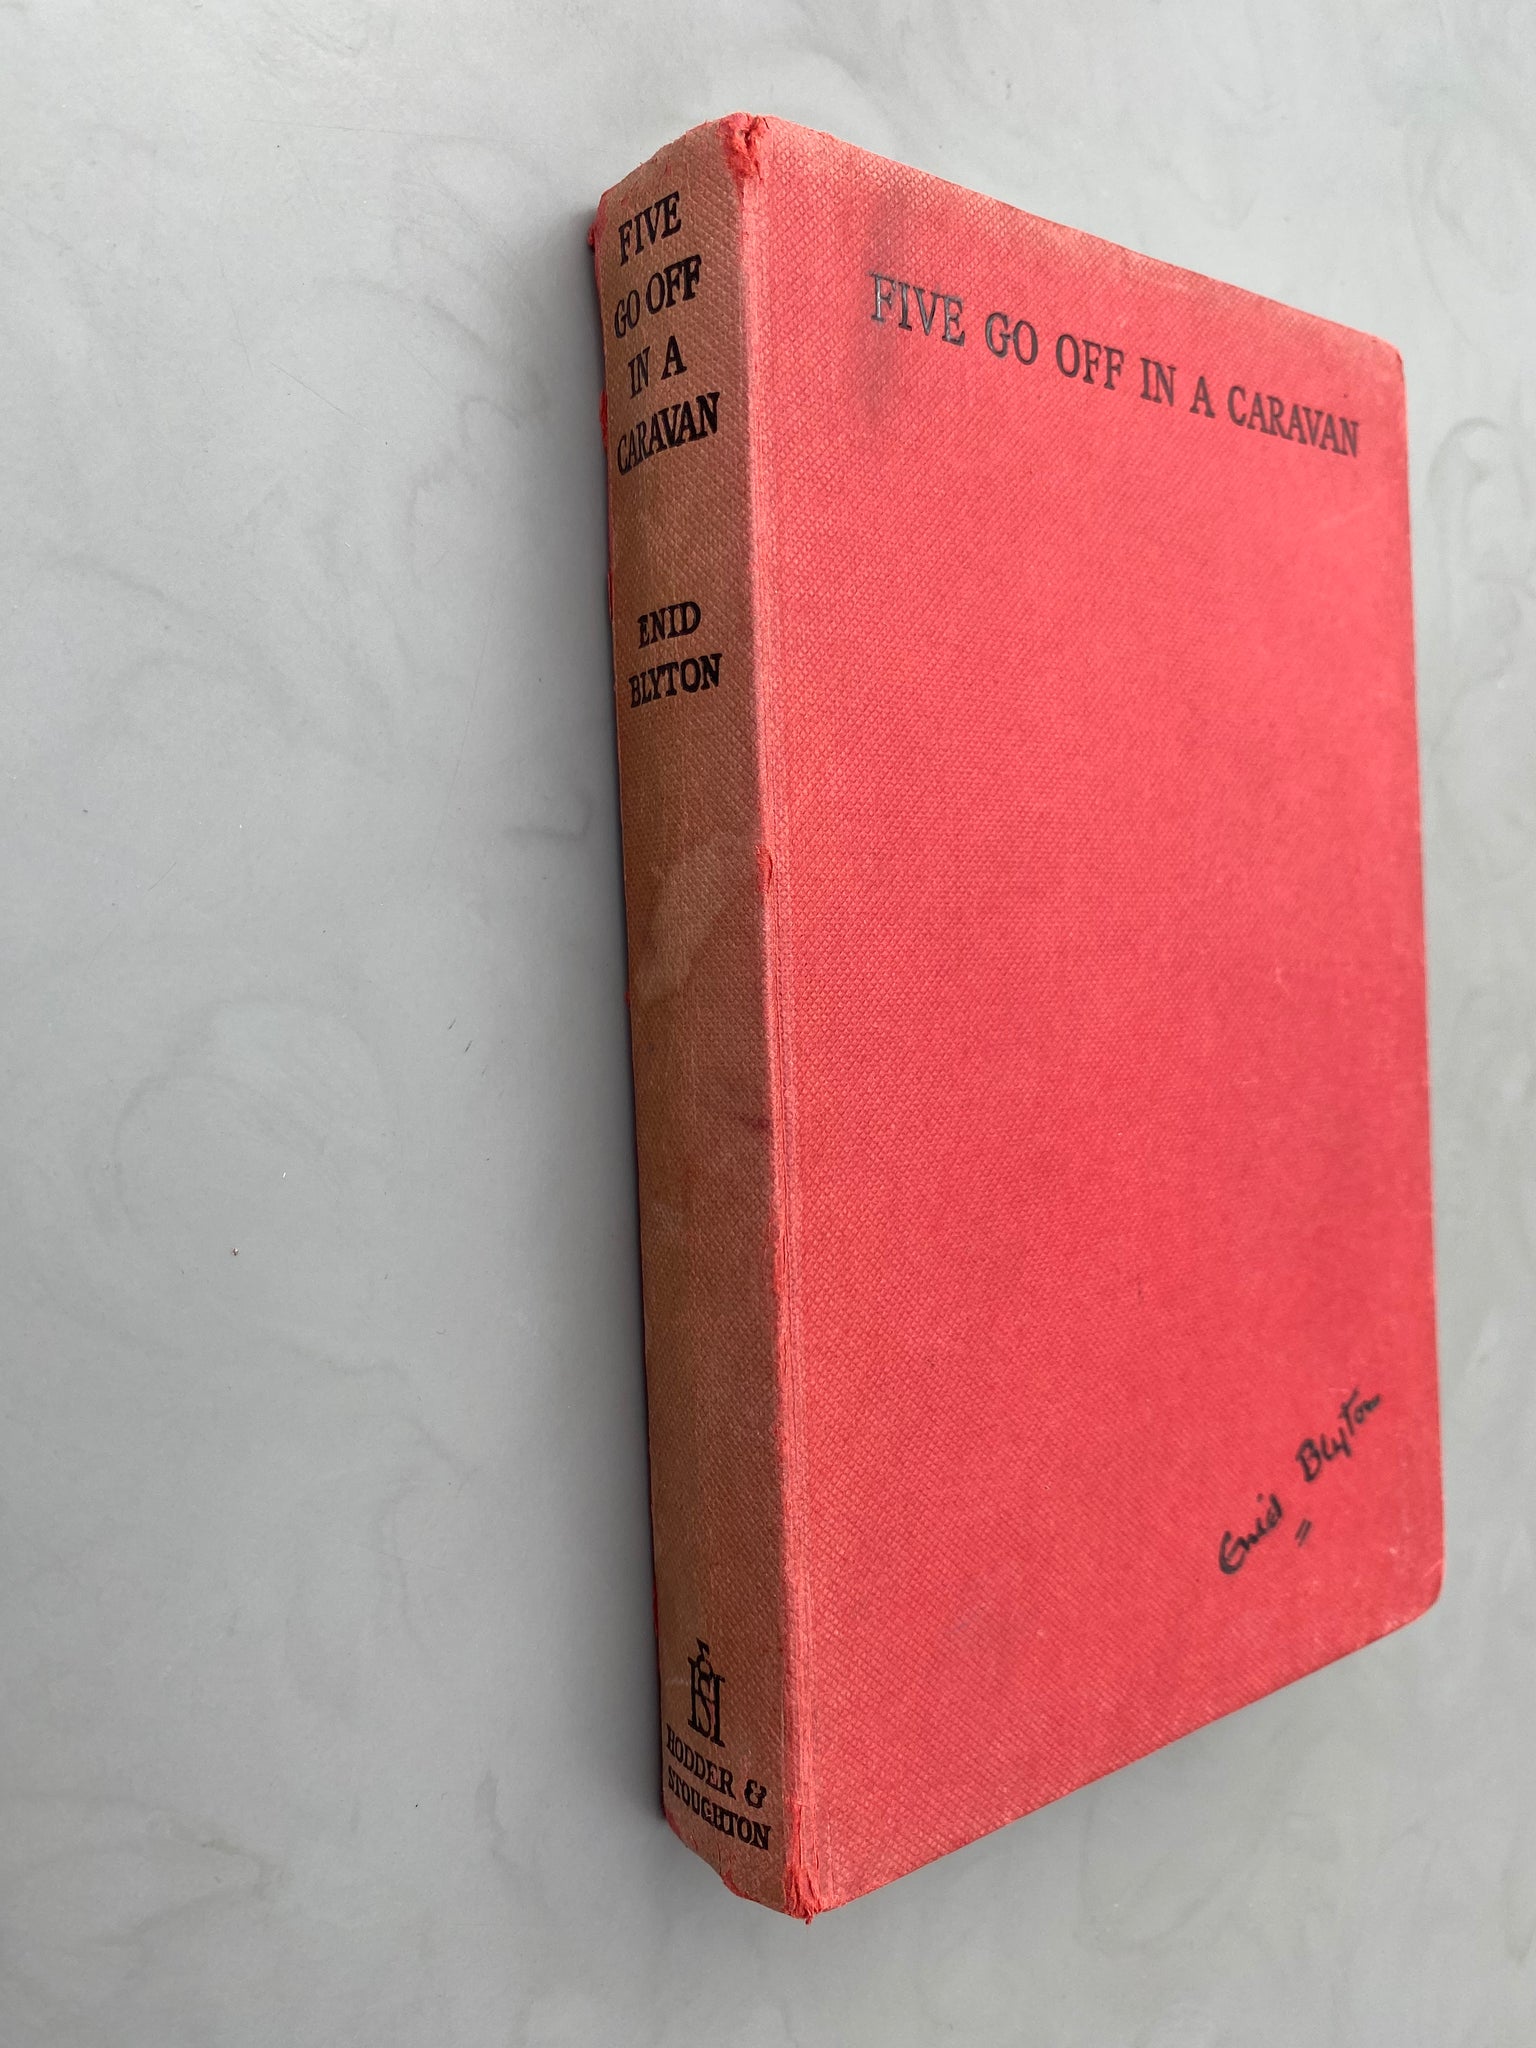 FIVE
GO OFF
IN A
CARAVAN
ENID
BLYTON
H&S
HODDER &
STOUGHTON
FIVE GO OFF IN A CARAVAN
Enid Blyton